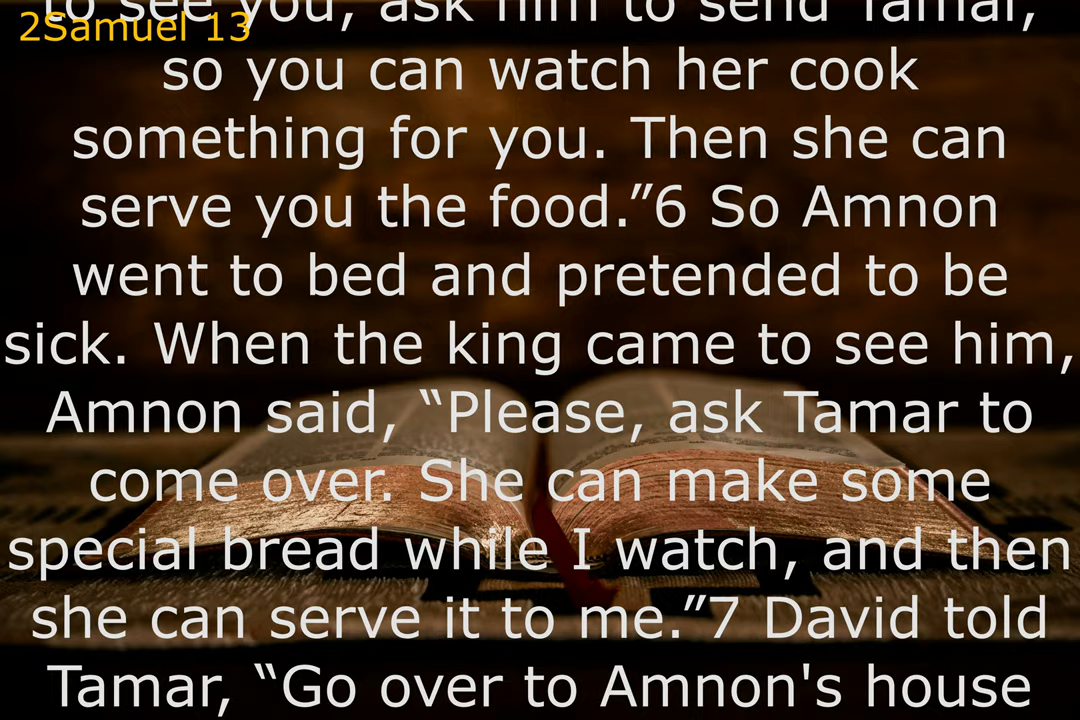 to see you, ask him to send Tamar,
2Samuel 13
so you can watch her cook
something for you. Then she can
serve you the food.”6 So Amnon
went to bed and pretended to be
sick. When the king came to see him,
Amnon said, “Please, ask Tamar to
come over. She can make some
special bread while I watch, and then
she can serve it to me.”7 David told
Tamar, “Go over to Amnon's house